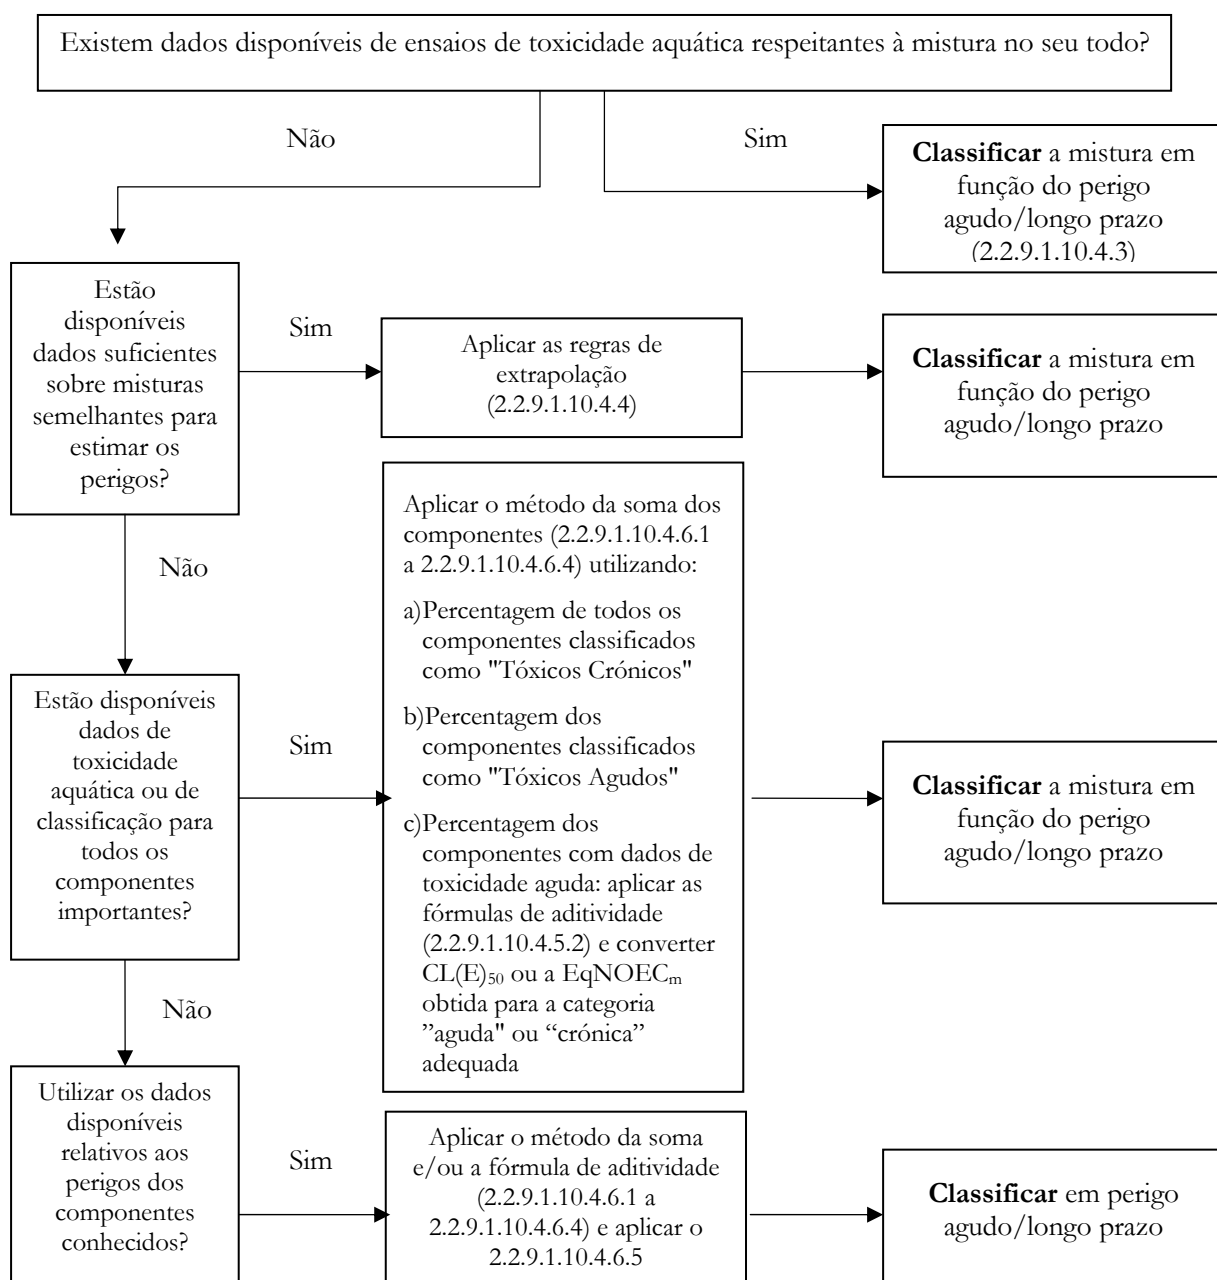 Existem dados disponíveis de ensaios de toxicidade aquática respeitantes à mistura no seu todo?
Não
Sim
Classificar a mistura em
função do perigo
agudo/longo prazo
(2.2.9.1.10.4.3)
Estão
disponíveis
dados suficientes
sobre misturas
semelhantes para
estimar os
perigos?
Sim
Aplicar as regras de
extrapolação
(2.2.9.1.10.4.4)
Classificar a mistura em
função do perigo
agudo/longo prazo
Não
Aplicar o método da soma dos
componentes (2.2.9.1.10.4.6.1
a 2.2.9.1.10.4.6.4) utilizando:
a)Percentagem de todos os
componentes classificados
como "Tóxicos Crónicos"
b)Percentagem dos
componentes classificados
como "Tóxicos Agudos"
c)Percentagem dos
componentes com dados de
toxicidade aguda: aplicar as
fórmulas de aditividade
(2.2.9.1.10.4.5.2) e converter
CL(E)₅₀ ou a EqNOECₘ
obtida para a categoria
”aguda" ou “crónica”
adequada
Estão disponíveis
dados de
toxicidade
aquática ou de
classificação para
todos os
componentes
importantes?
Sim
Classificar a mistura em
função do perigo
agudo/longo prazo
Não
Utilizar os dados
disponíveis
relativos aos
perigos dos
componentes
conhecidos?
Sim
Aplicar o método da soma
e/ou a fórmula de aditividade
(2.2.9.1.10.4.6.1 a
2.2.9.1.10.4.6.4) e aplicar o
2.2.9.1.10.4.6.5
Classificar em perigo
agudo/longo prazo